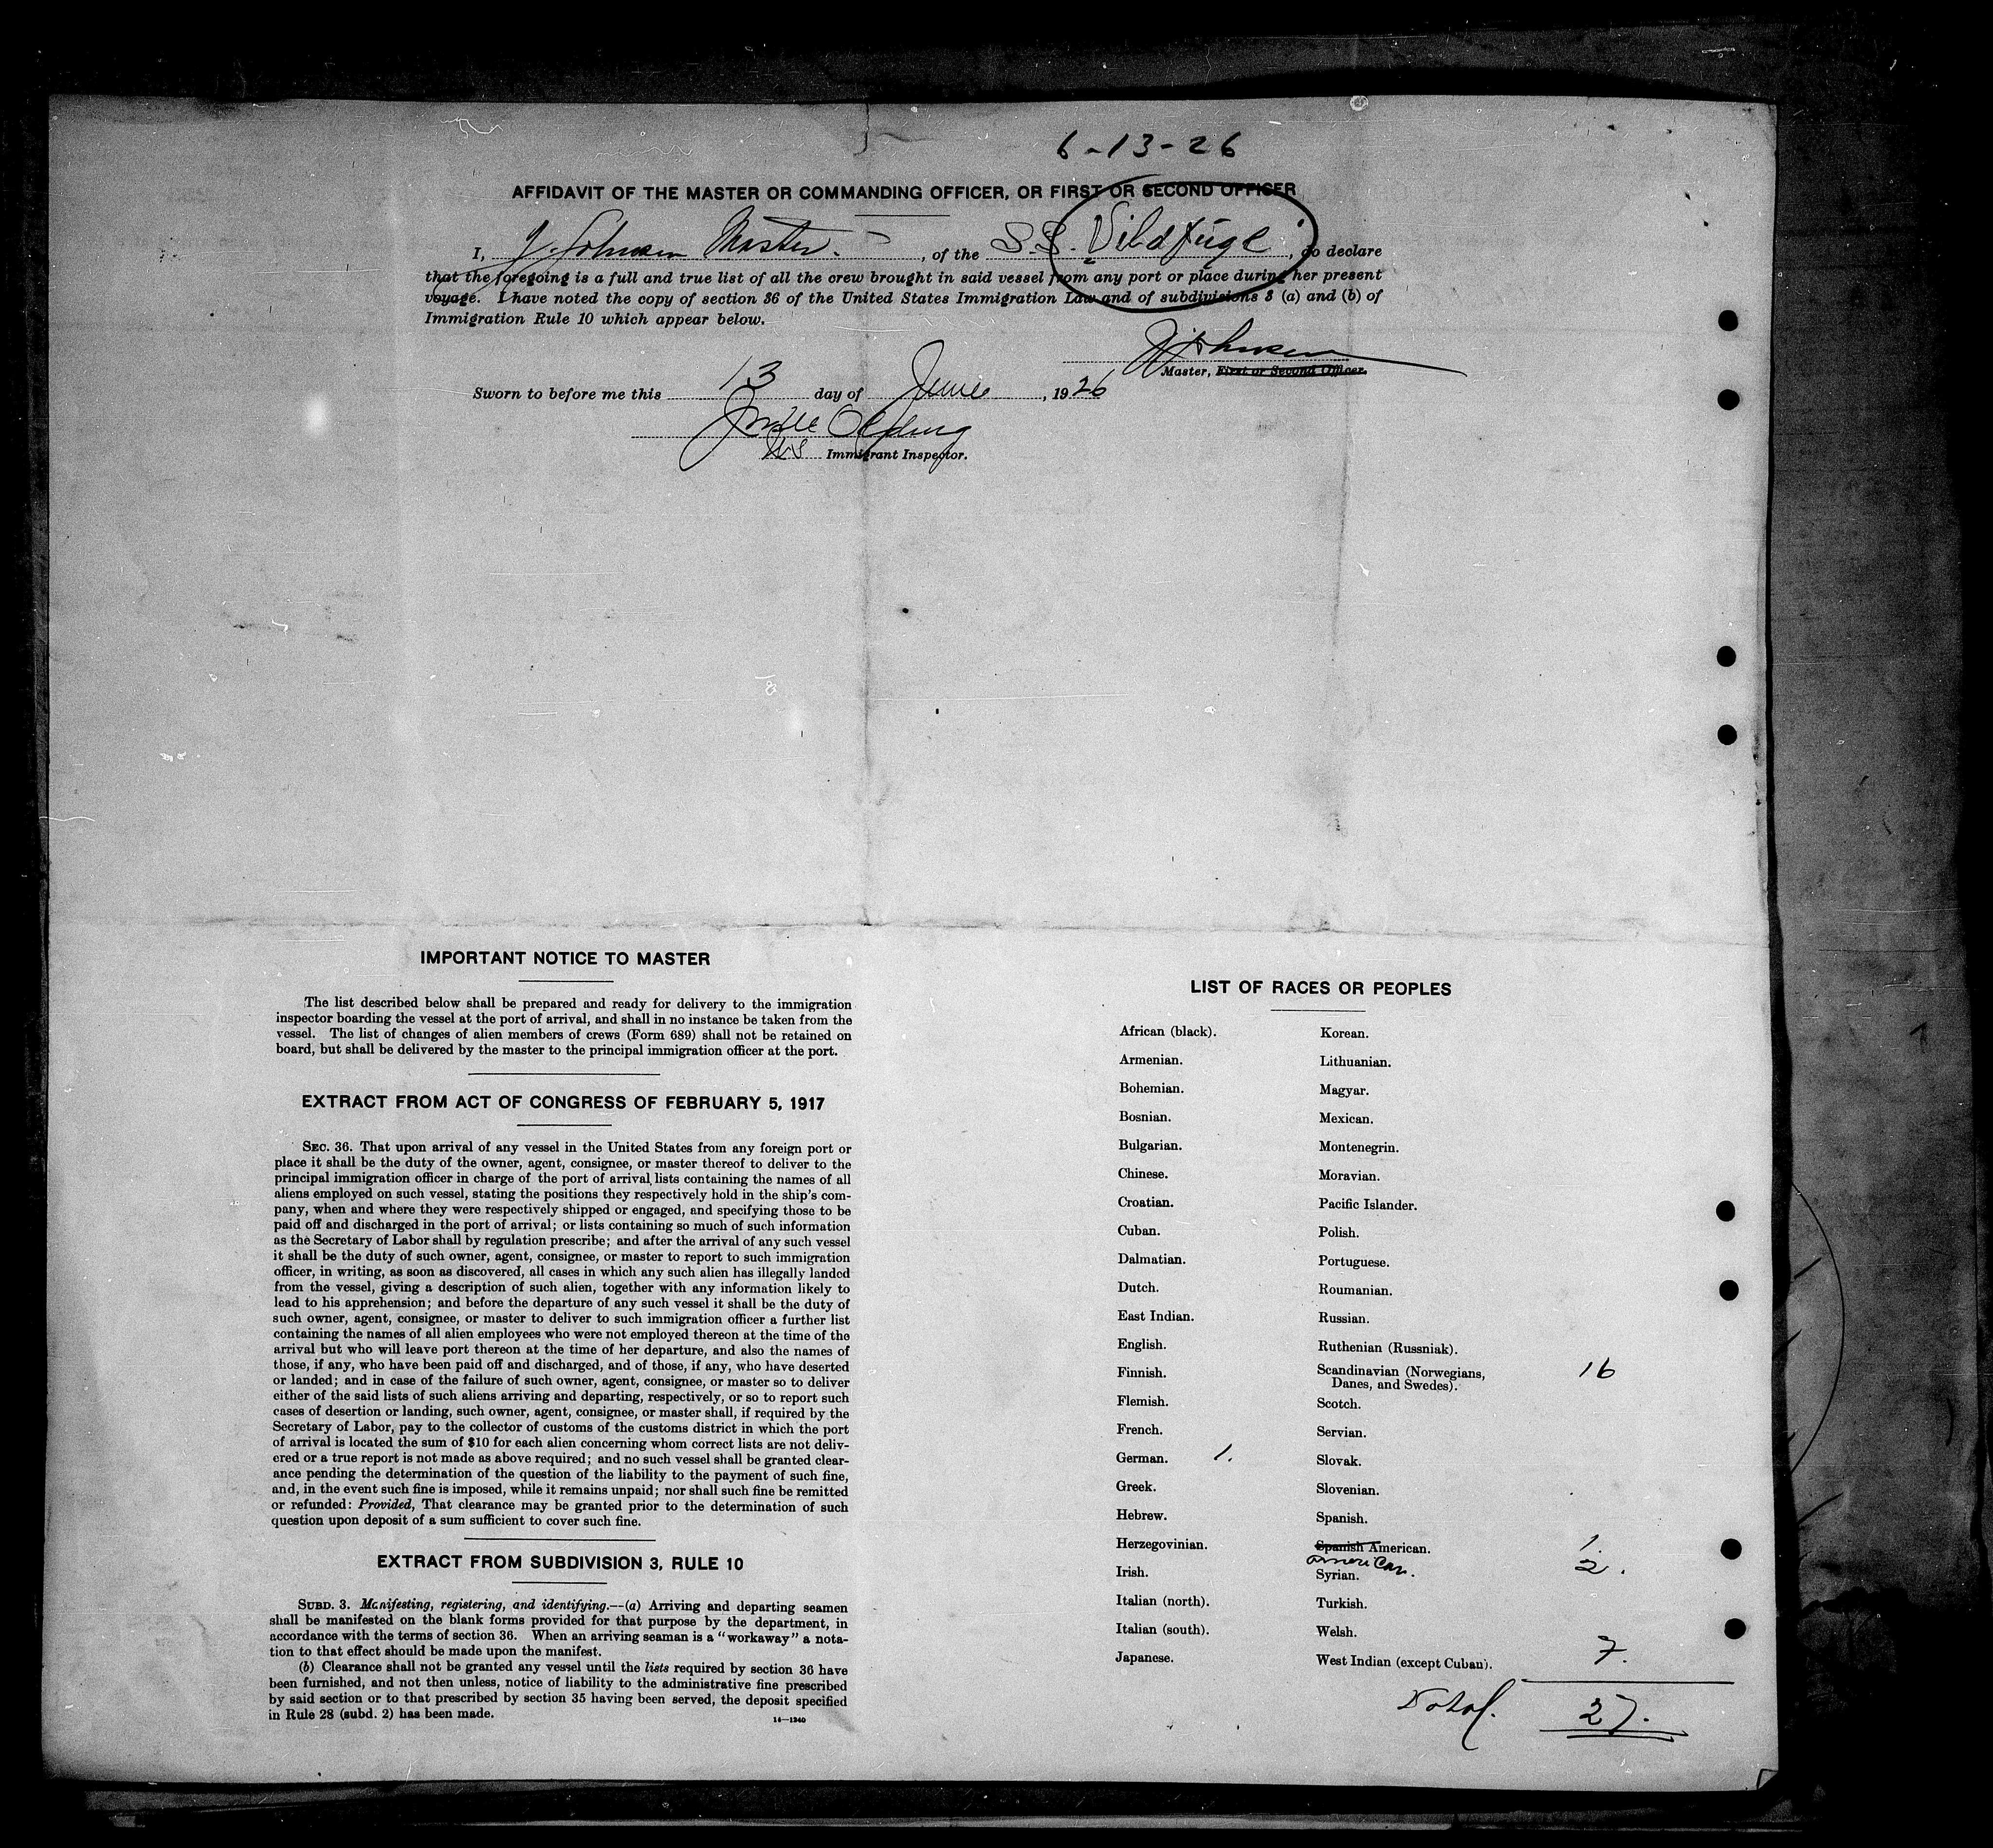 6-13-26
AFFIDAVIT OF THE MASTER OR COMMANDING OFFICER, OR FIRST OR SECOND OFFICER
I, J. Johnsen Master. , of the S.S. Vildfugl , do declare
that the foregoing is a full and true list of all the crew brought in said vessel from any port or place during her present
voyage. I have noted the copy of section 36 of the United States Immigration Law and of subdivisions 3 (a) and (b) of
Immigration Rule 10 which appear below.
Johnsen
Master, First or Second Officer.
Sworn to before me this 13 day of June , 1926
Immigrant Inspector.
IMPORTANT NOTICE TO MASTER
The list described below shall be prepared and ready for delivery to the immigration
inspector boarding the vessel at the port of arrival, and shall in no instance be taken from the
vessel. The list of changes of alien members of crews (Form 689) shall not be retained on
board, but shall be delivered by the master to the principal immigration officer at the port.
EXTRACT FROM ACT OF CONGRESS OF FEBRUARY 5, 1917
SEC. 36. That upon arrival of any vessel in the United States from any foreign port or
place it shall be the duty of the owner, agent, consignee, or master thereof to deliver to the
principal immigration officer in charge of the port of arrival lists containing the names of all
aliens employed on such vessel, stating the positions they respectively hold in the ship's com-
pany, when and where they were respectively shipped or engaged, and specifying those to be
paid off and discharged in the port of arrival; or lists containing so much of such information
as the Secretary of Labor shall by regulation prescribe; and after the arrival of any such vessel
it shall be the duty of such owner, agent, consignee, or master to report to such immigration
officer, in writing, as soon as discovered, all cases in which any such alien has illegally landed
from the vessel, giving a description of such alien, together with any information likely to
lead to his apprehension; and before the departure of any such vessel it shall be the duty of
such owner, agent, consignee, or master to deliver to such immigration officer a further list
containing the names of all alien employees who were not employed thereon at the time of the
arrival but who will leave port thereon at the time of her departure, and also the names of
those, if any, who have been paid off and discharged, and of those, if any, who have deserted
or landed; and in case of the failure of such owner, agent, consignee, or master so to deliver
either of the said lists of such aliens arriving and departing, respectively, or so to report such
cases of desertion or landing, such owner, agent, consignee, or master shall, if required by the
Secretary of Labor, pay to the collector of customs of the customs district in which the port
of arrival is located the sum of $10 for each alien concerning whom correct lists are not deliv-
ered or a true report is not made as above required; and no such vessel shall be granted clear-
ance pending the determination of the question of the liability to the payment of such fine,
and, in the event such fine is imposed, while it remains unpaid; nor shall such fine be remitted
or refunded: Provided, That clearance may be granted prior to the determination of such
question upon deposit of a sum sufficient to cover such fine.
EXTRACT FROM SUBDIVISION 3, RULE 10
SUBD. 3. Manifesting, registering, and identifying.--(a) Arriving and departing seamen
shall be manifested on the blank forms provided for that purpose by the department, in
accordance with the terms of section 36. When an arriving seaman is a "workaway" a nota-
tion to that effect should be made upon the manifest.
(b) Clearance shall not be granted any vessel until the lists required by section 36 have
been furnished, and not then unless, notice of liability to the administrative fine prescribed
by said section or to that prescribed by section 35 having been served, the deposit specified
in Rule 28 (subd. 2) has been made.
14-1240
LIST OF RACES OR PEOPLES
African (black).
Armenian.
Bohemian.
Bosnian.
Bulgarian.
Chinese.
Croatian.
Cuban.
Dalmatian.
Dutch.
East Indian.
English.
Finnish.
Flemish.
French.
German. 1.
Greek.
Hebrew.
Herzegovinian.
Irish.
Italian (north).
Italian (south).
Japanese.
Korean.
Lithuanian.
Magyar.
Mexican.
Montenegrin.
Moravian.
Pacific Islander.
Polish.
Portuguese.
Roumanian.
Russian.
Ruthenian (Russniak).
Scandinavian (Norwegians, 16
Danes, and Swedes).
Scotch.
Servian.
Slovak.
Slovenian.
Spanish.
Spanish American. 1.
American. 2.
Syrian.
Turkish.
Welsh.
West Indian (except Cuban). 7.
Total. 27.